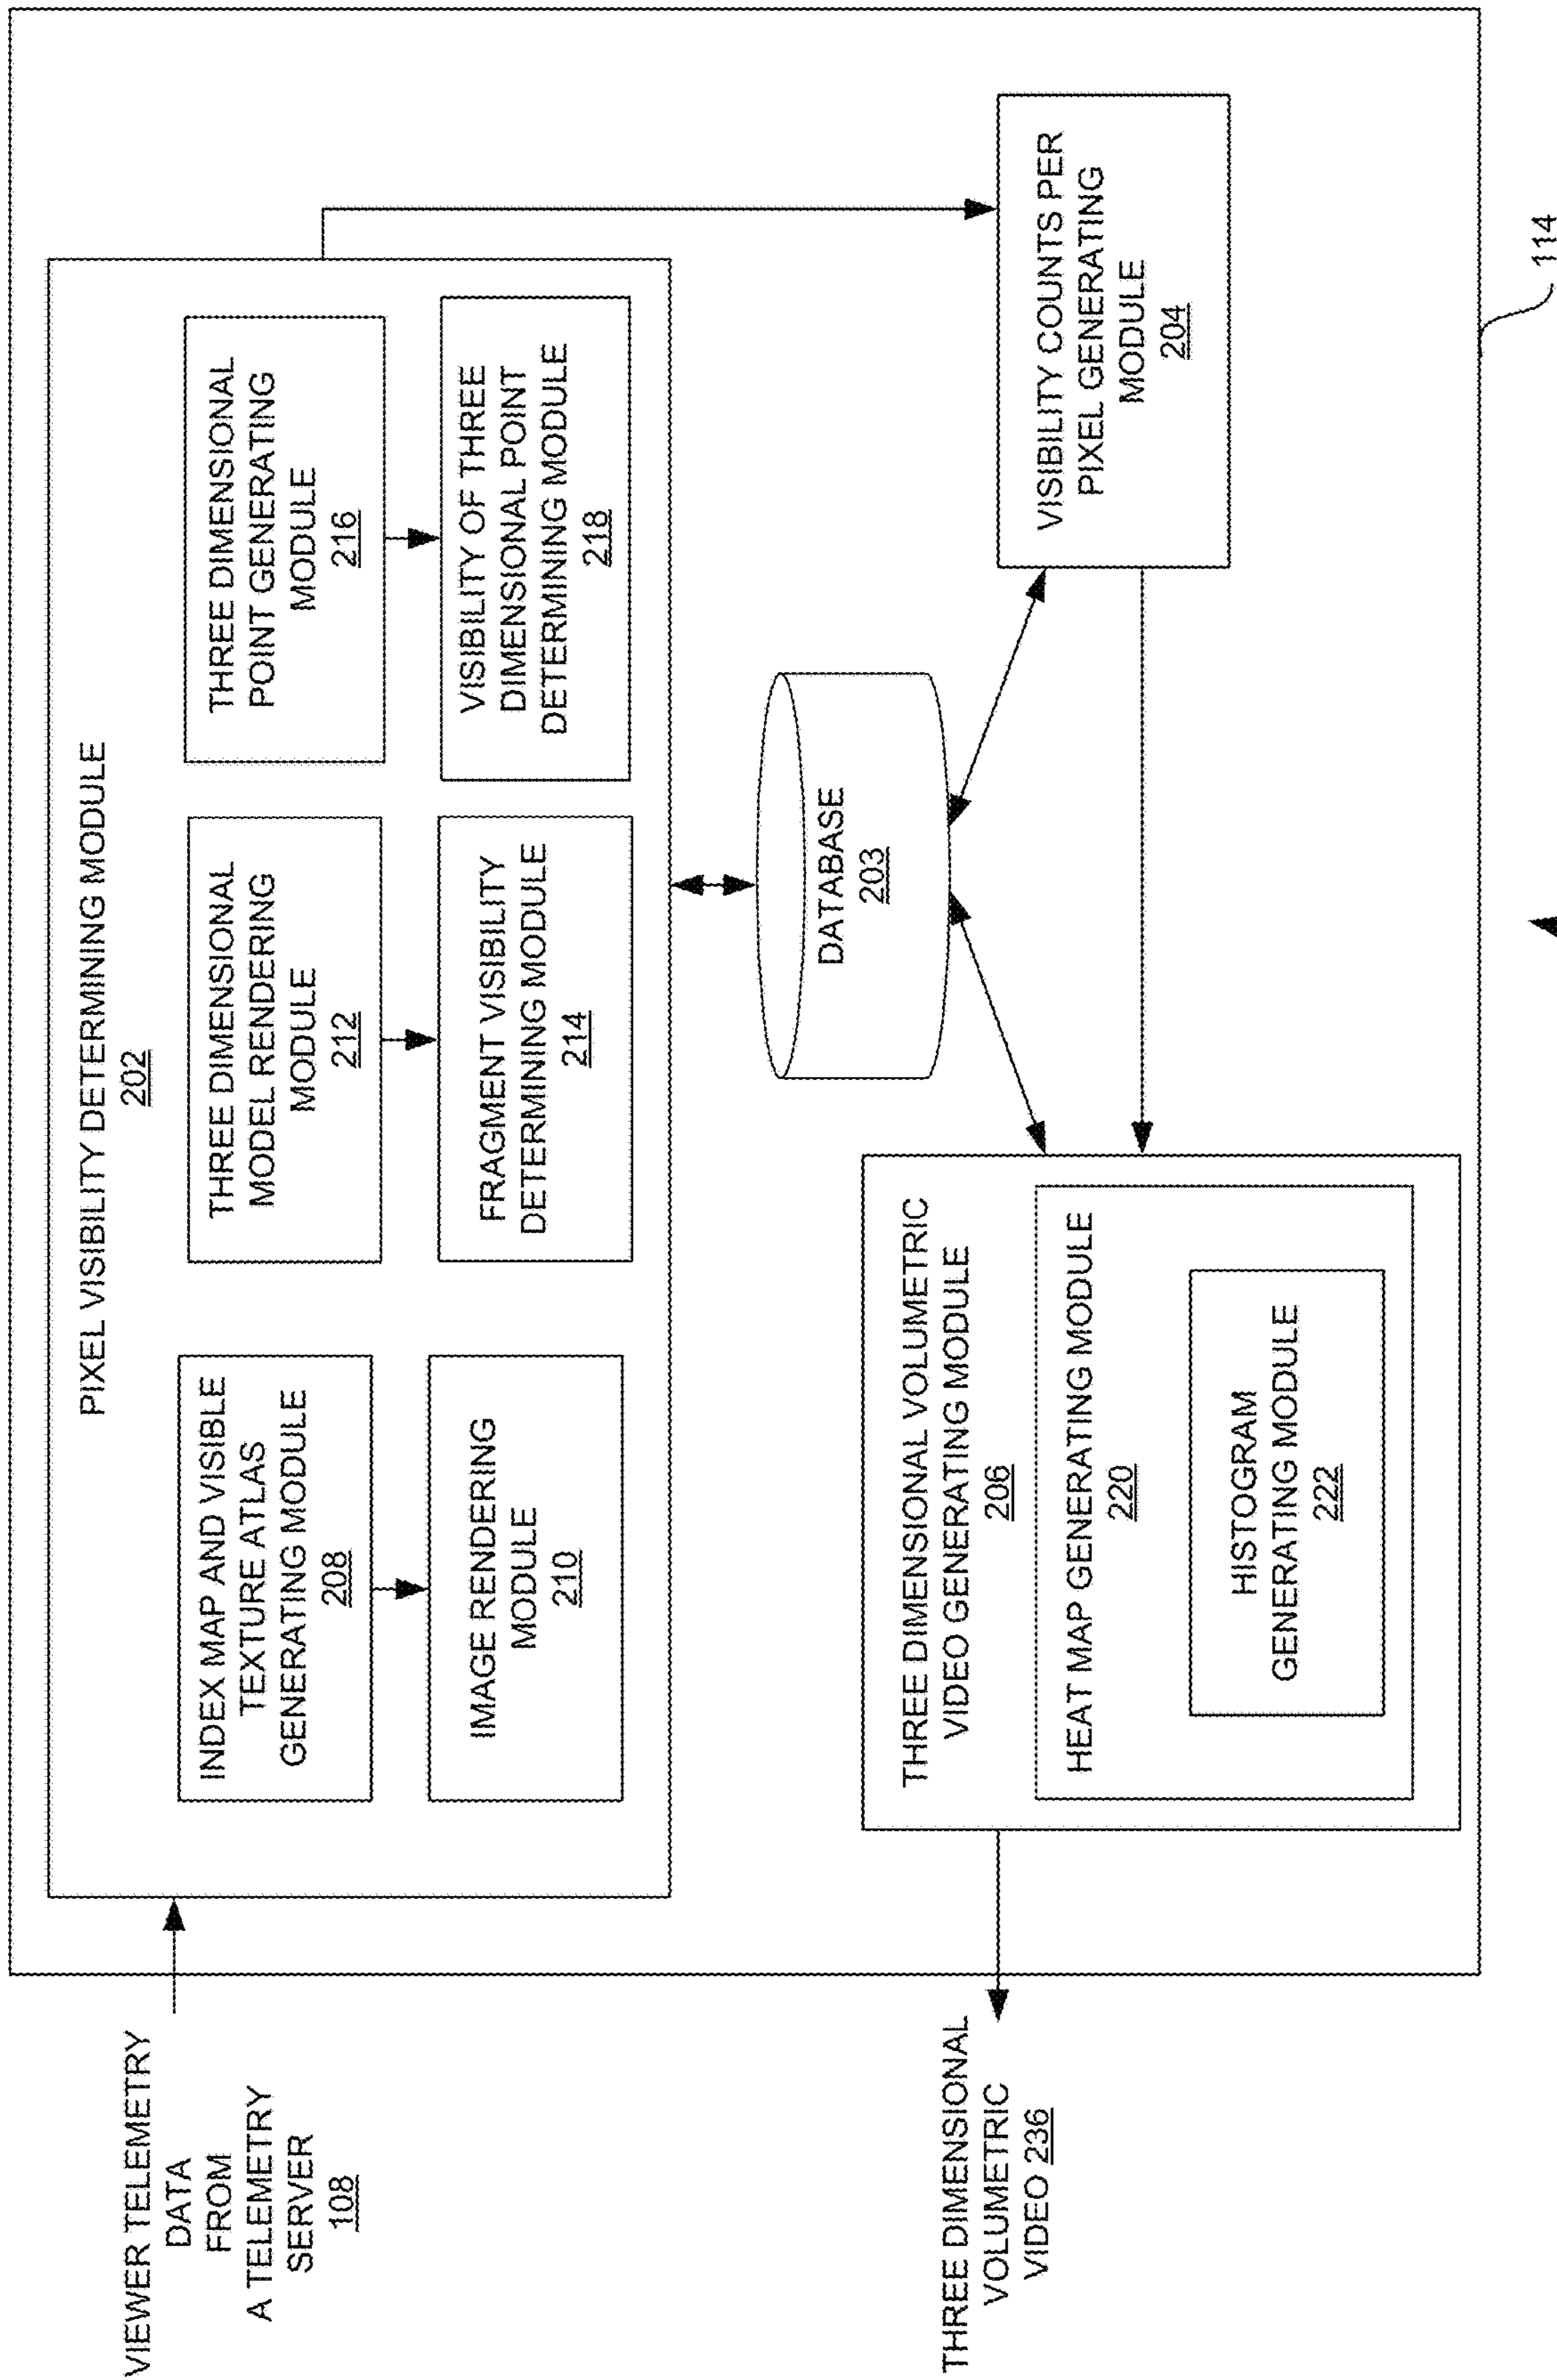 VIEWER TELEMETRY
DATA
FROM
A TELEMETRY
SERVER
108
PIXEL VISIBILITY DETERMINING MODULE
202
INDEX MAP AND VISIBLE
TEXTURE ATLAS
GENERATING MODULE
208
IMAGE RENDERING
MODULE
210
THREE DIMENSIONAL
MODEL RENDERING
MODULE
212
FRAGMENT VISIBILITY
DETERMINING MODULE
214
THREE DIMENSIONAL
POINT GENERATING
MODULE
216
VISIBILITY OF THREE
DIMENSIONAL POINT
DETERMINING MODULE
218
DATABASE
203
THREE DIMENSIONAL
VOLUMETRIC
VIDEO 236
THREE DIMENSIONAL VOLUMETRIC
VIDEO GENERATING MODULE
206
HEAT MAP GENERATING MODULE
220
HISTOGRAM
GENERATING MODULE
222
VISIBILITY COUNTS PER
PIXEL GENERATING
MODULE
204
114